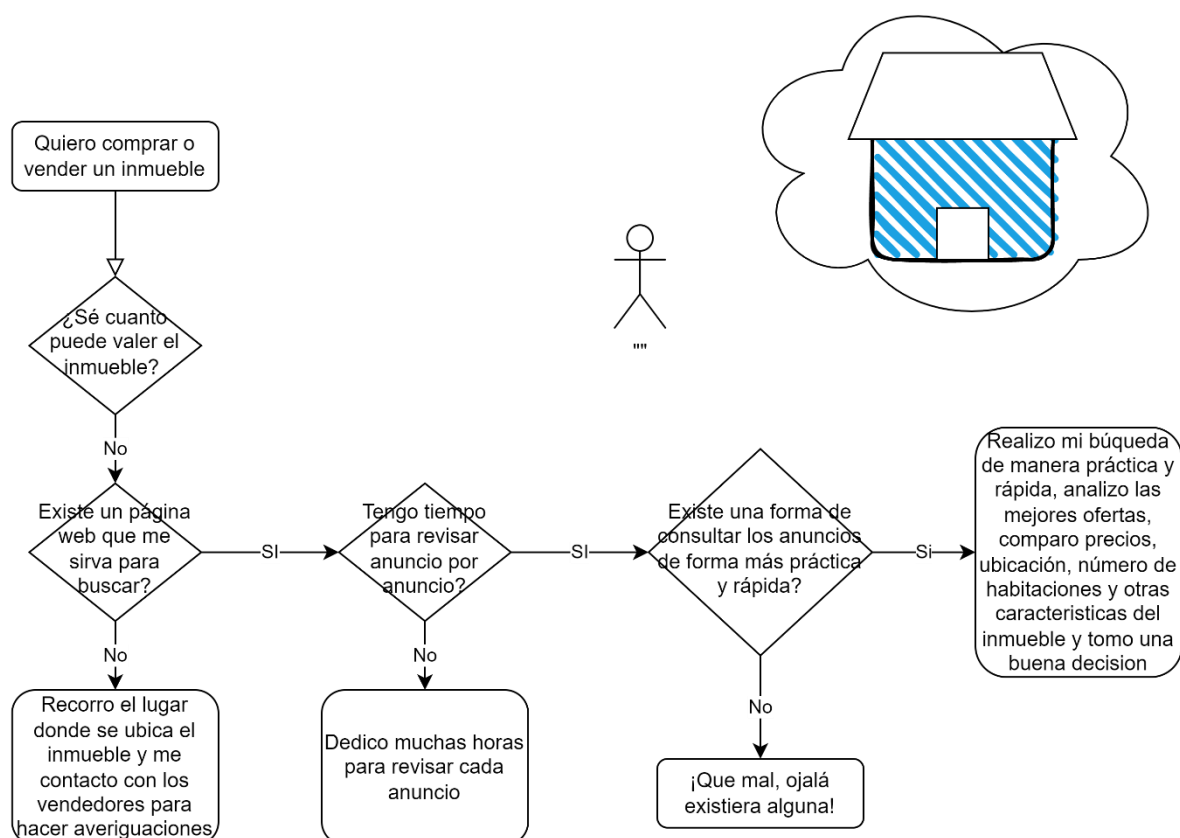 Quiero comprar o
vender un inmueble
¿Sé cuanto
puede valer el
inmueble?
""
No
Existe un página
web que me
sirva para
buscar?
SI
Tengo tiempo
para revisar
anuncio por
anuncio?
SI
Existe una forma de
consultar los anuncios
de forma más práctica
y rápida?
Si
Realizo mi búqueda
de manera práctica y
rápida, analizo las
mejores ofertas,
comparo precios,
ubicación, número de
habitaciones y otras
caracteristicas del
inmueble y tomo una
buena decision
No
Recorro el lugar
donde se ubica el
inmueble y me
contacto con los
vendedores para
hacer averiguaciones
No
Dedico muchas horas
para revisar cada
anuncio
No
¡Que mal, ojalá
existiera alguna!